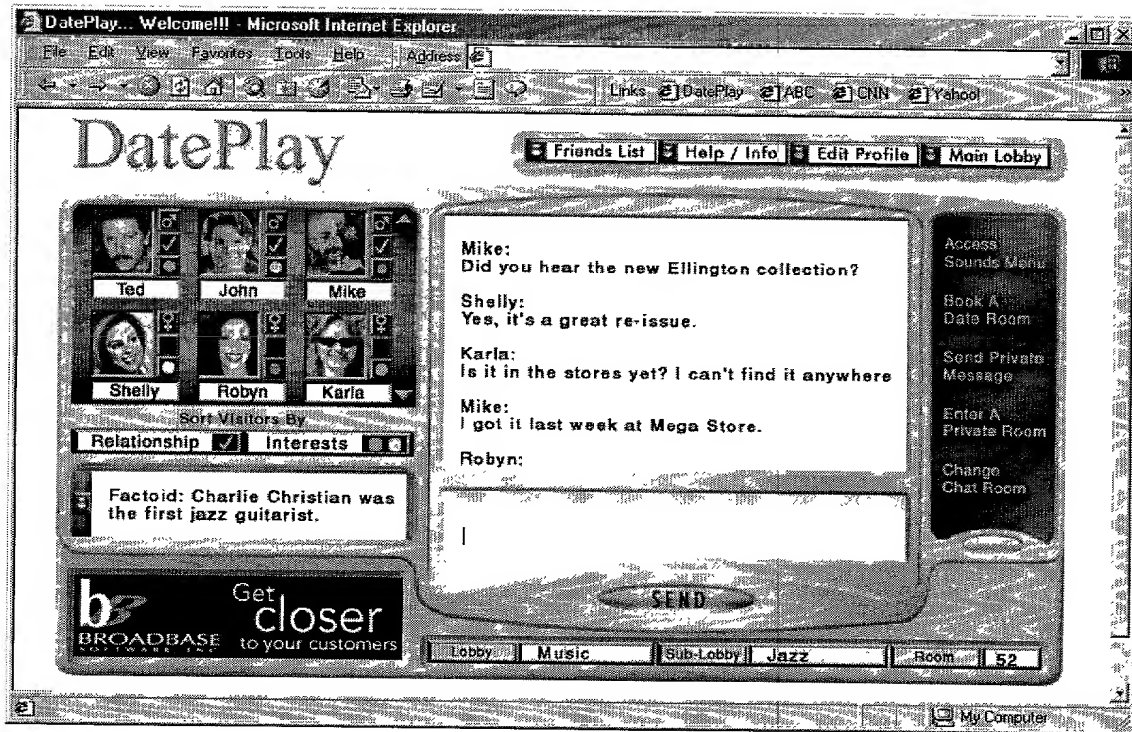 DatePlay... Welcome!!! - Microsoft Internet Explorer
File Edit View Favorites Tools Help Address
Links DatePlay ABC CNN Yahoo! »
DatePlay
Friends List Help / Info Edit Profile Main Lobby
Ted John Mike
Shelly Robyn Karla
Sort Visitors By
Relationship Interests
Factoid: Charlie Christian was
the first jazz guitarist.
Mike:
Did you hear the new Ellington collection?
Shelly:
Yes, it's a great re-issue.
Karla:
Is it in the stores yet? I can't find it anywhere
Mike:
I got it last week at Mega Store.
Robyn:
SEND
Access
Sounds Menu
Book A
Date Room
Send Private
Message
Enter A
Private Room
Change
Chat Room
b
BROADBASE
SOFTWARE, INC
Get
closer
to your customers
Lobby Music Sub-Lobby Jazz Room 52
My Computer